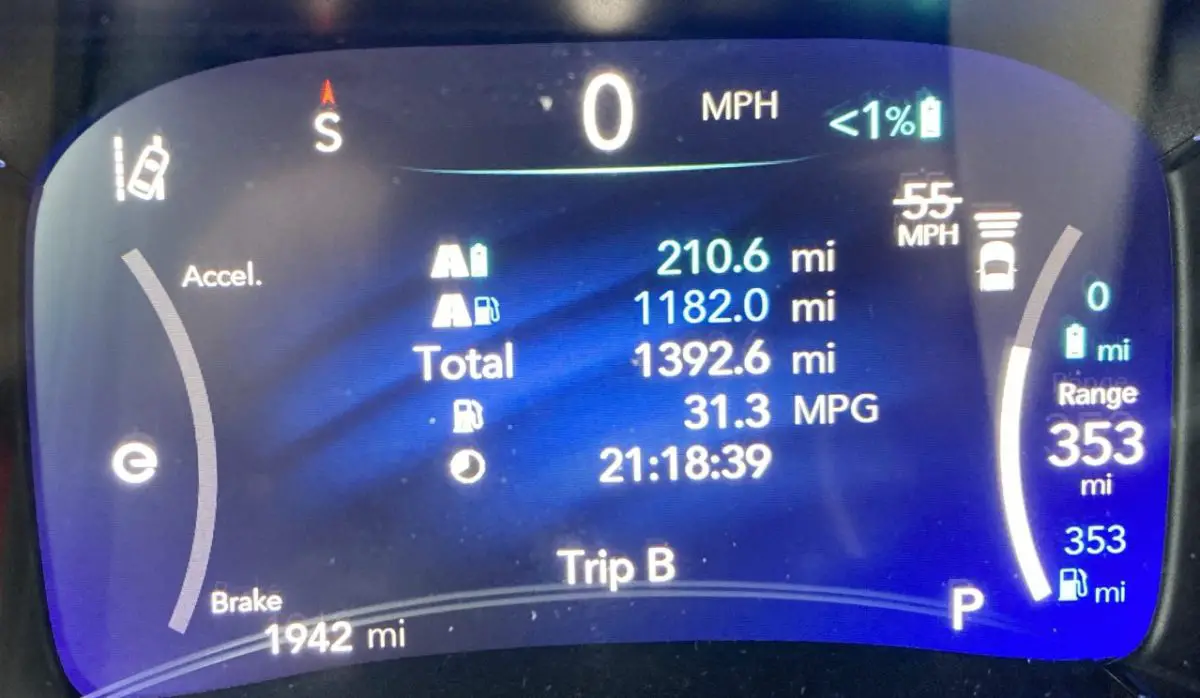 S
0 MPH
<1%
55
MPH
Accel.
210.6 mi
1182.0 mi
Total 1392.6 mi
31.3 MPG
21:18:39
0
mi
Range
353
mi
353
mi
Trip B
P
Brake
1942 mi